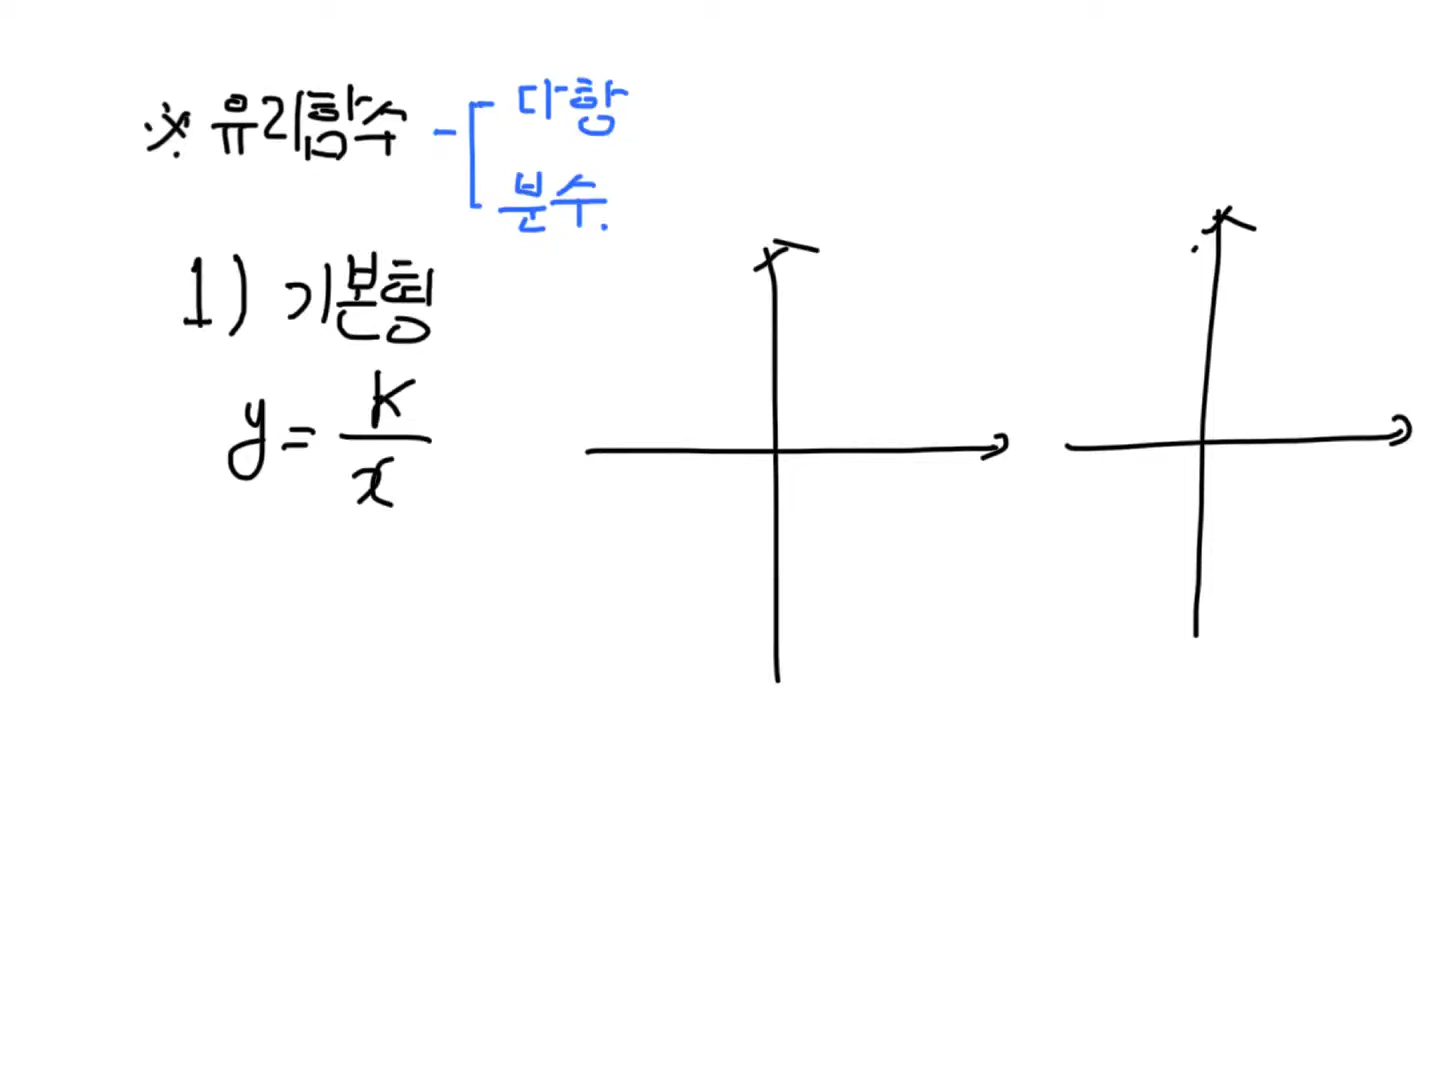 ※ 유리함수 - [ 다항
분수.
1) 기본형
y = K/x